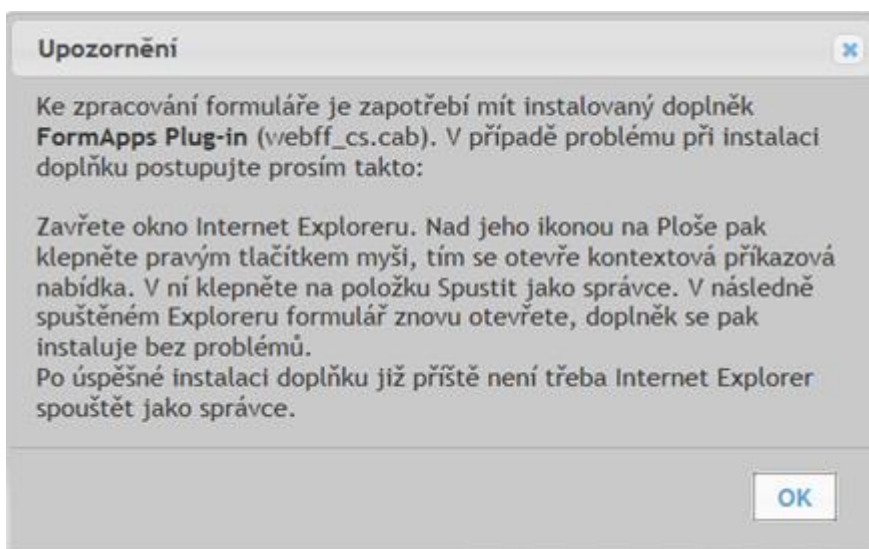 Upozornění
Ke zpracování formuláře je zapotřebí mít instalovaný doplněk
FormApps Plug-in (webff_cs.cab). V případě problému při instalaci
doplňku postupujte prosím takto:
Zavřete okno Internet Exploreru. Nad jeho ikonou na Ploše pak
klepněte pravým tlačítkem myši, tím se otevře kontextová příkazová
nabídka. V ní klepněte na položku Spustit jako správce. V následně
spuštěném Exploreru formulář znovu otevřete, doplněk se pak
instaluje bez problémů.
Po úspěšné instalaci doplňku již příště není třeba Internet Explorer
spouštět jako správce.
OK